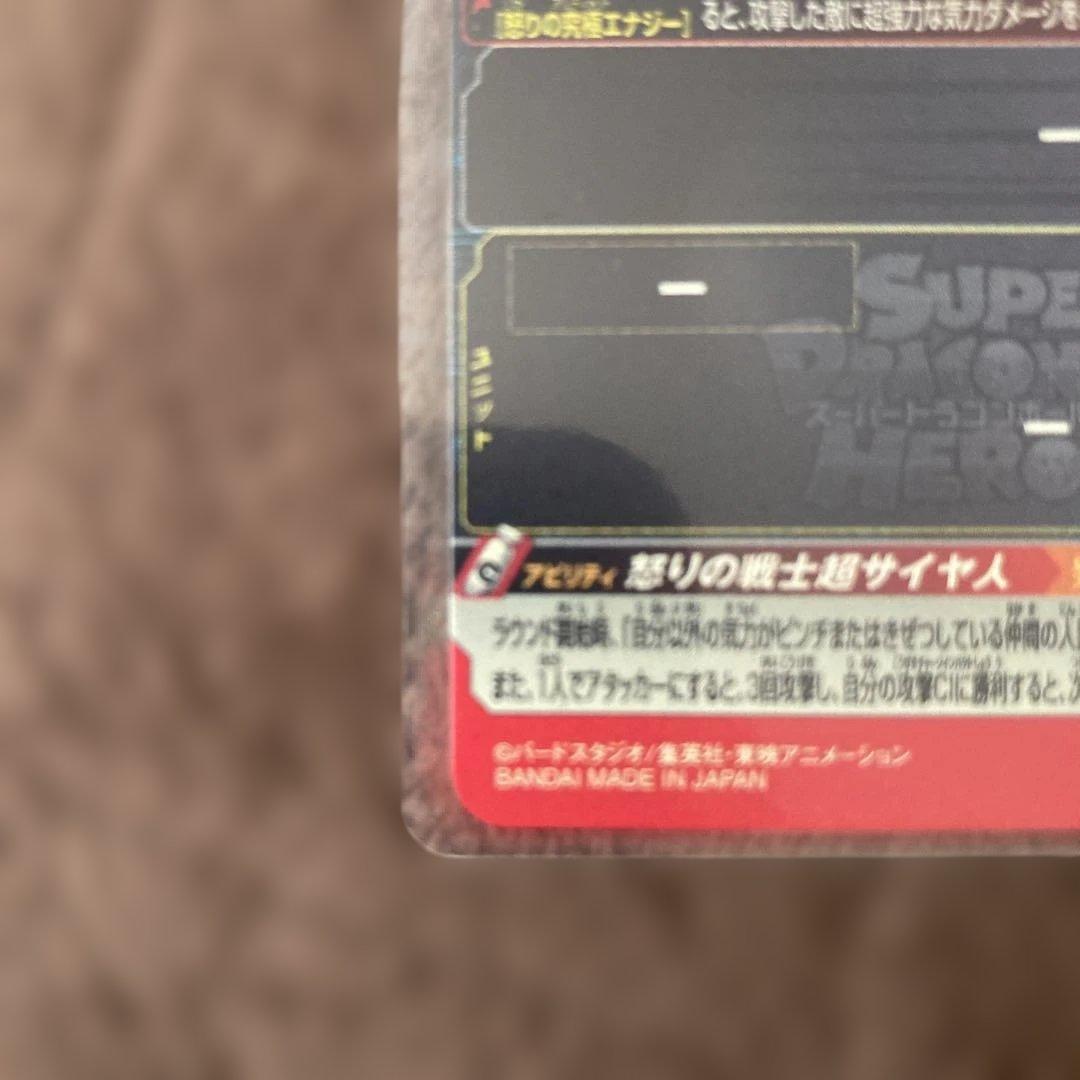 [怒りの究極エナジー] ると、攻撃した敵に超強力な気力ダメージを
ー
ー
SUPE
DRAGON
スーパードラゴンボール
HERO
ー
ユニット
アビリティ 怒りの戦士超サイヤ人
ラウンド開始時、「自分以外の気力がピンチまたはきぜつしている仲間の人
また、1人でアタッカーにすると、3回攻撃し、自分の攻撃CIに勝利すると、次
©バードスタジオ/集英社・東映アニメーション
BANDAI MADE IN JAPAN